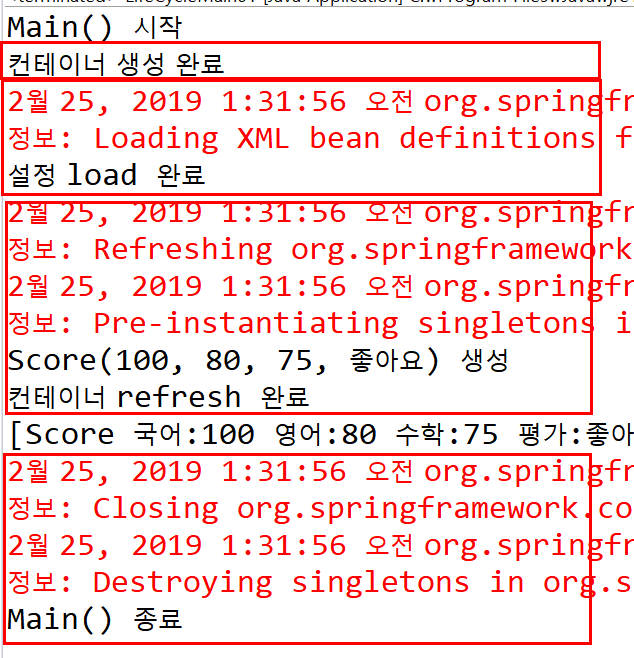 Main() 시작
컨테이너 생성 완료
2월 25, 2019 1:31:56 오전 org.springfr
정보: Loading XML bean definitions f
설정 load 완료
2월 25, 2019 1:31:56 오전 org.springfr
정보: Refreshing org.springframework
2월 25, 2019 1:31:56 오전 org.springfr
정보: Pre-instantiating singletons i
Score(100, 80, 75, 좋아요) 생성
컨테이너 refresh 완료
[Score 국어:100 영어:80 수학:75 평가:좋아
2월 25, 2019 1:31:56 오전 org.springfr
정보: Closing org.springframework.co
2월 25, 2019 1:31:56 오전 org.springfr
정보: Destroying singletons in org.s
Main() 종료